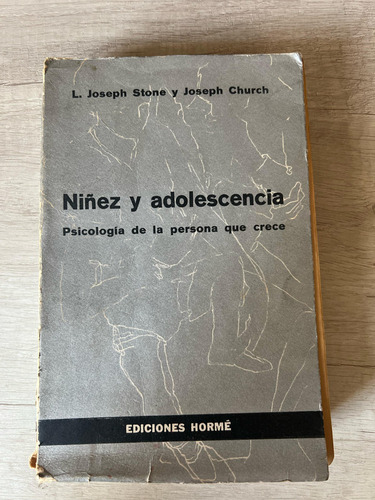 L. Joseph Stone y Joseph Church
Niñez y adolescencia
Psicología de la persona que crece
EDICIONES HORMÉ